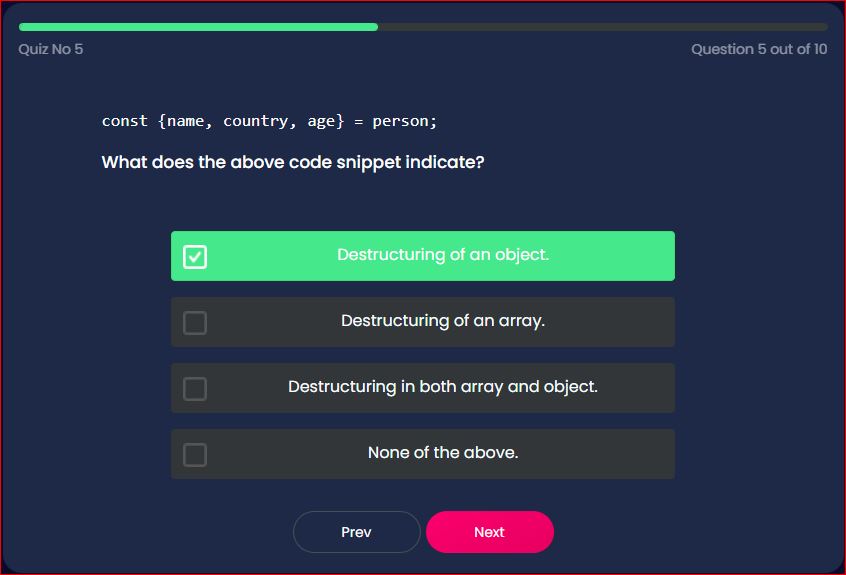 Quiz No 5
Question 5 out of 10
const {name, country, age} = person;
What does the above code snippet indicate?
Destructuring of an object.
Destructuring of an array.
Destructuring in both array and object.
None of the above.
Prev
Next